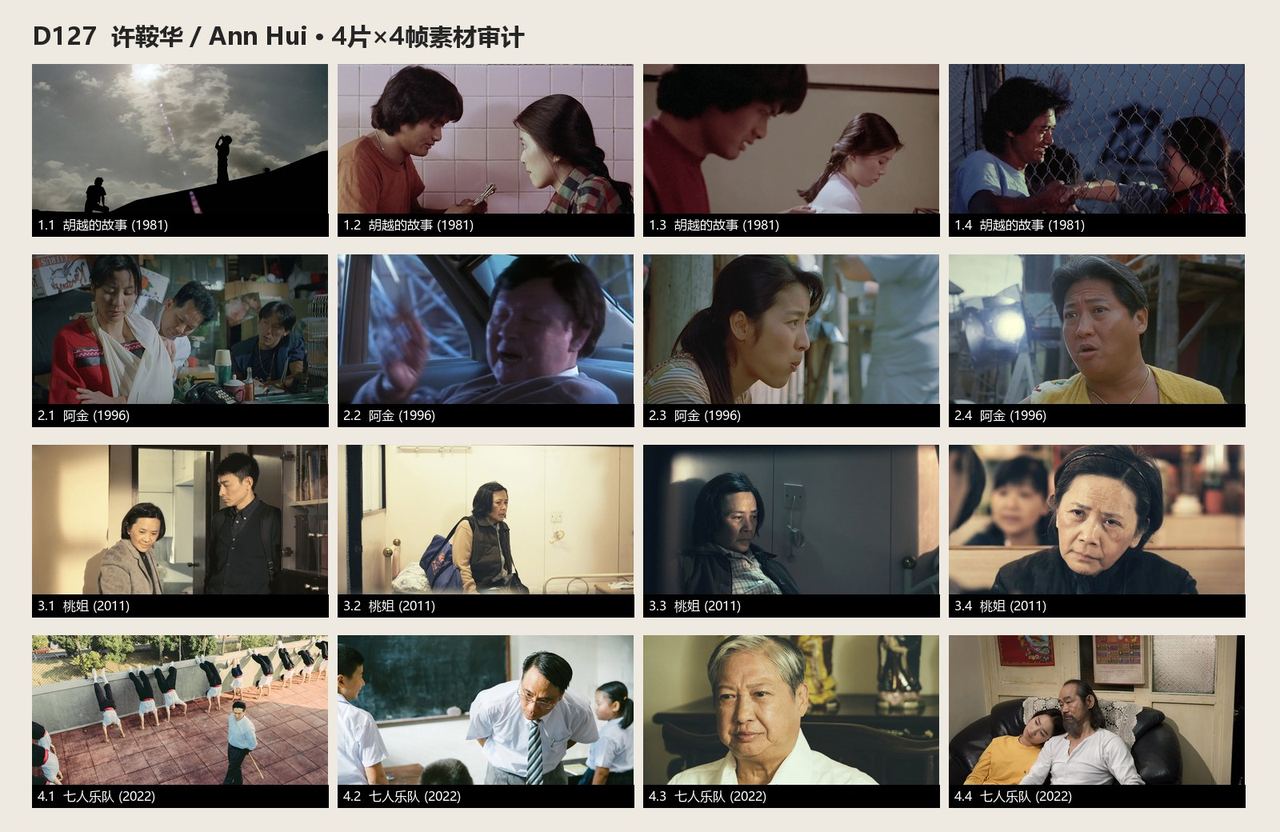 D127 许鞍华 / Ann Hui • 4片×4帧素材审计
1.1 胡越的故事 (1981)
1.2 胡越的故事 (1981)
1.3 胡越的故事 (1981)
1.4 胡越的故事 (1981)
2.1 阿金 (1996)
2.2 阿金 (1996)
2.3 阿金 (1996)
2.4 阿金 (1996)
3.1 桃姐 (2011)
3.2 桃姐 (2011)
3.3 桃姐 (2011)
3.4 桃姐 (2011)
4.1 七人乐队 (2022)
4.2 七人乐队 (2022)
4.3 七人乐队 (2022)
4.4 七人乐队 (2022)